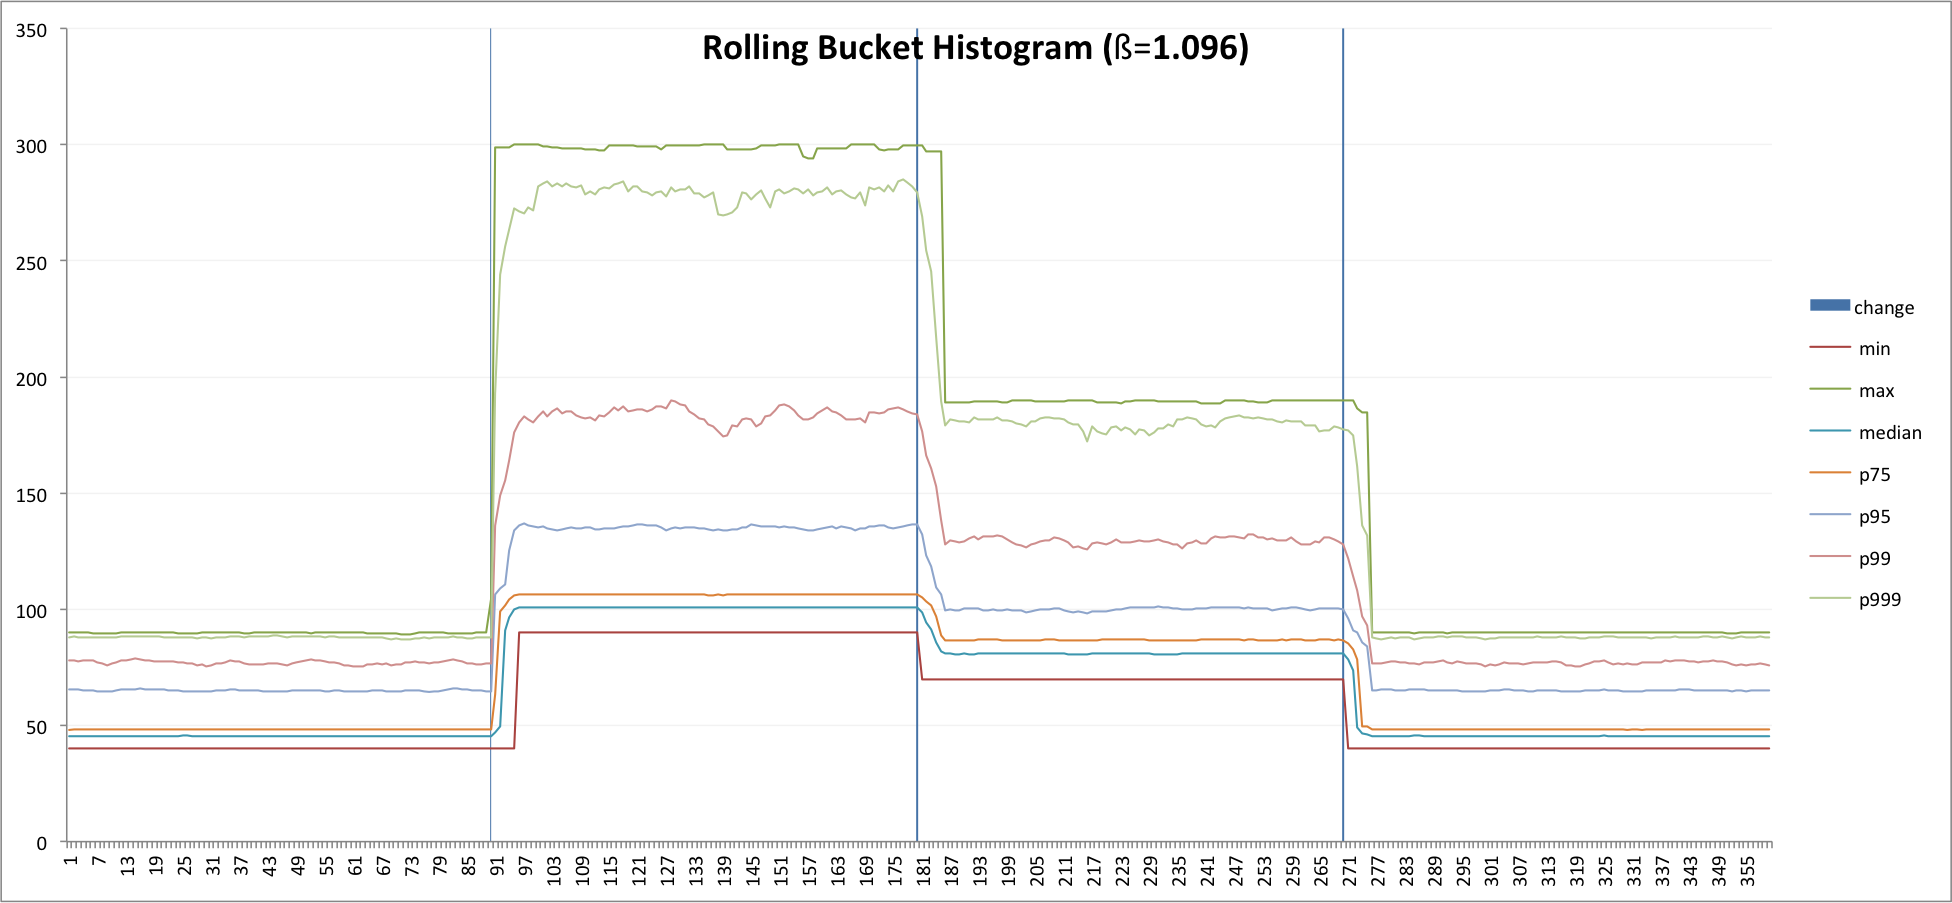 Rolling Bucket Histogram (ß=1.096)
350
300
250
200
150
100
50
0
1 7 13 19 25 31 37 43 49 55 61 67 73 79 85 91 97 103 109 115 121 127 133 139 145 151 157 163 169 175 181 187 193 199 205 211 217 223 229 235 241 247 253 259 265 271 277 283 289 295 301 307 313 319 325 331 337 343 349 355
change
min
max
median
p75
p95
p99
p999